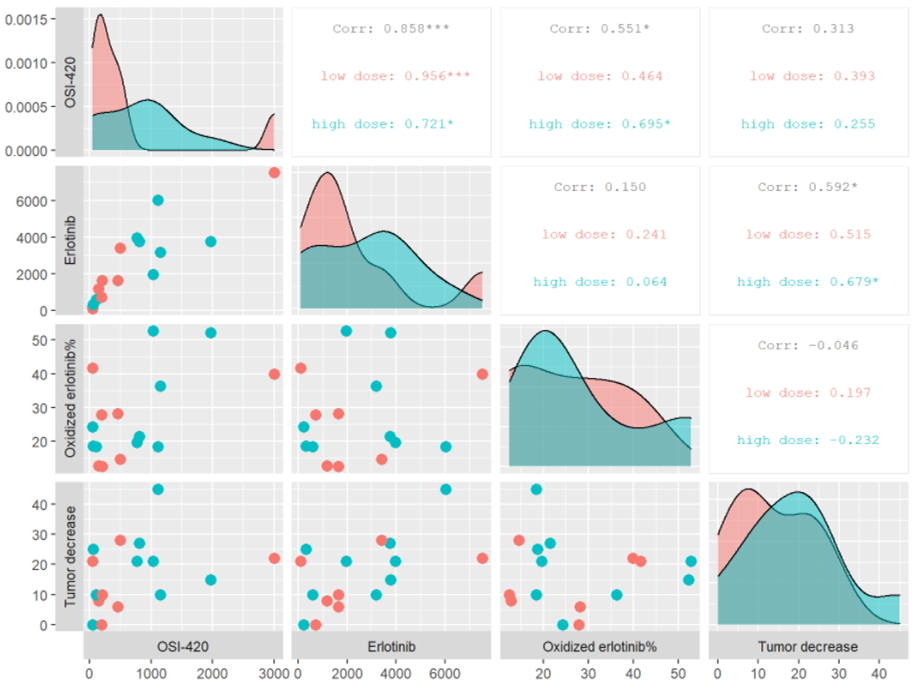 0.0015
0.0010
0.0005
0.0000
OSI-420
Corr: 0.858***
low dose: 0.956***
high dose: 0.721*
Corr: 0.551*
low dose: 0.464
high dose: 0.695*
Corr: 0.313
low dose: 0.393
high dose: 0.255
6000
4000
2000
0
Erlotinib
Corr: 0.150
low dose: 0.241
high dose: 0.064
Corr: 0.592*
low dose: 0.515
high dose: 0.679*
50
40
30
20
Oxidized erlotinib%
Corr: -0.046
low dose: 0.197
high dose: -0.232
40
30
20
10
0
Tumor decrease
OSI-420
Erlotinib
Oxidized erlotinib%
Tumor decrease
0 1000 2000 3000
0 2000 4000 6000
20 30 40 50
0 10 20 30 40